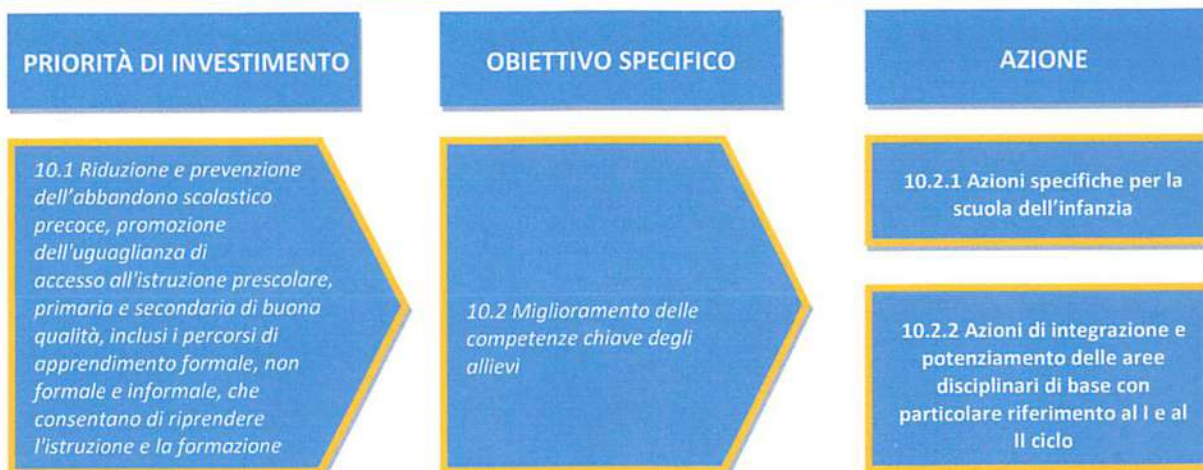 PRIORITÀ DI INVESTIMENTO
10.1 Riduzione e prevenzione
dell'abbandono scolastico
precoce, promozione
dell'uguaglianza di
accesso all'istruzione prescolare,
primaria e secondaria di buona
qualità, inclusi i percorsi di
apprendimento formale, non
formale e informale, che
consentano di riprendere
l'istruzione e la formazione
OBIETTIVO SPECIFICO
10.2 Miglioramento delle
competenze chiave degli
allievi
AZIONE
10.2.1 Azioni specifiche per la
scuola dell'infanzia
10.2.2 Azioni di integrazione e
potenziamento delle aree
disciplinari di base con
particolare riferimento al I e al
II ciclo